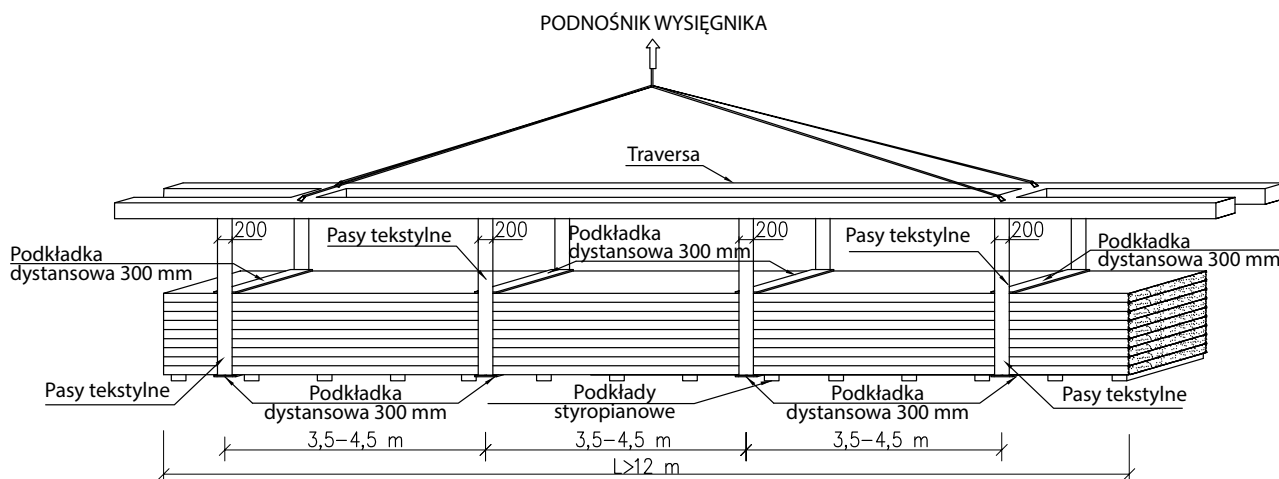 PODNOŚNIK WYSIĘGNIKA
Traversa
200
200
200
200
Podkładka
dystansowa 300 mm
Pasy tekstylne
Podkładka
dystansowa 300 mm
Pasy tekstylne
Podkładka
dystansowa 300 mm
Pasy tekstylne
Podkładka
dystansowa 300 mm
Podkłady
styropianowe
Podkładka
dystansowa 300 mm
Pasy tekstylne
3,5-4,5 m
3,5-4,5 m
3,5-4,5 m
L>12 m